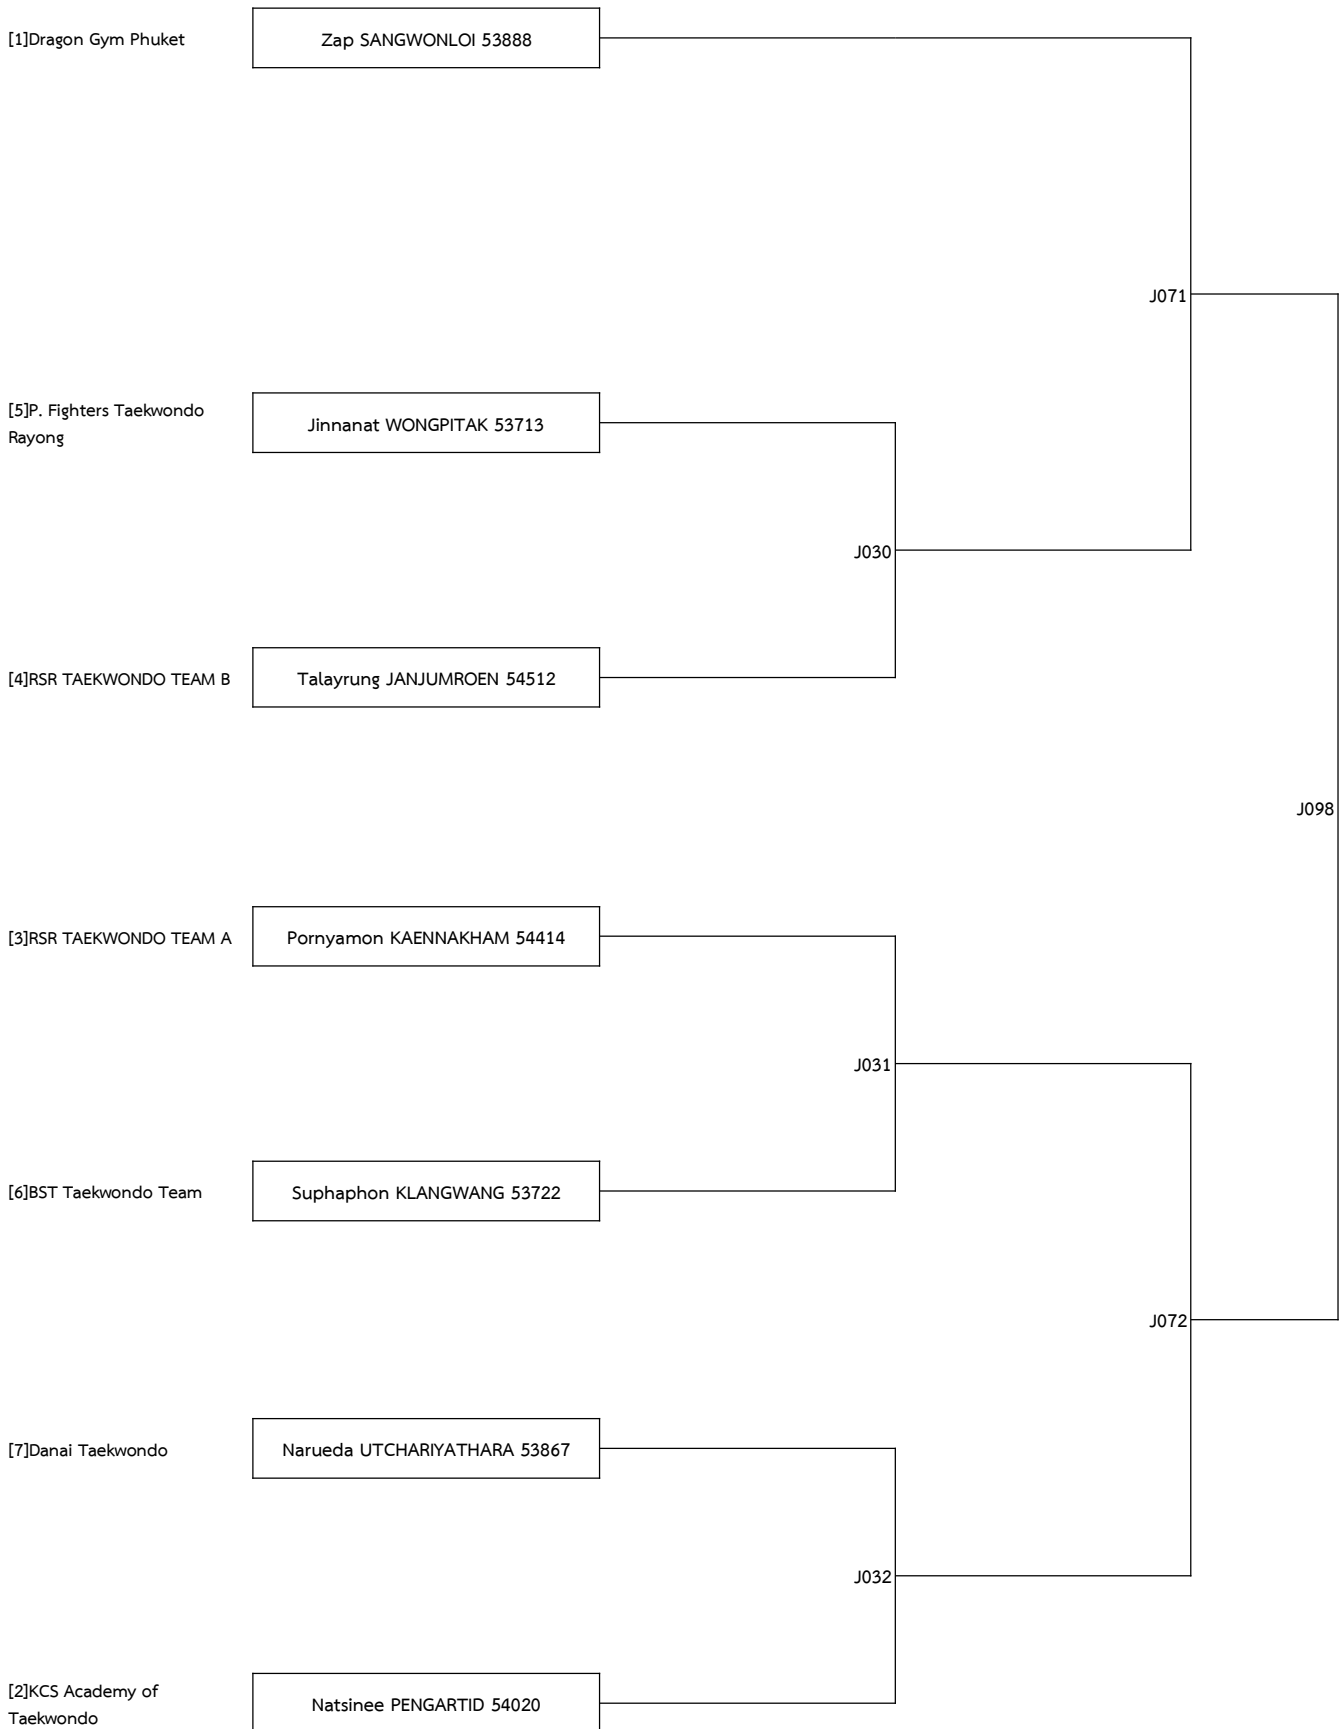 [1]Dragon Gym Phuket
Zap SANGWONLOI 53888
J071
[5]P. Fighters Taekwondo
Rayong
Jinnanat WONGPITAK 53713
J030
[4]RSR TAEKWONDO TEAM B
Talayrung JANJUMROEN 54512
J098
[3]RSR TAEKWONDO TEAM A
Pornyamon KAENNAKHAM 54414
J031
[6]BST Taekwondo Team
Suphaphon KLANGWANG 53722
J072
[7]Danai Taekwondo
Narueda UTCHARIYATHARA 53867
J032
[2]KCS Academy of
Taekwondo
Natsinee PENGARTID 54020